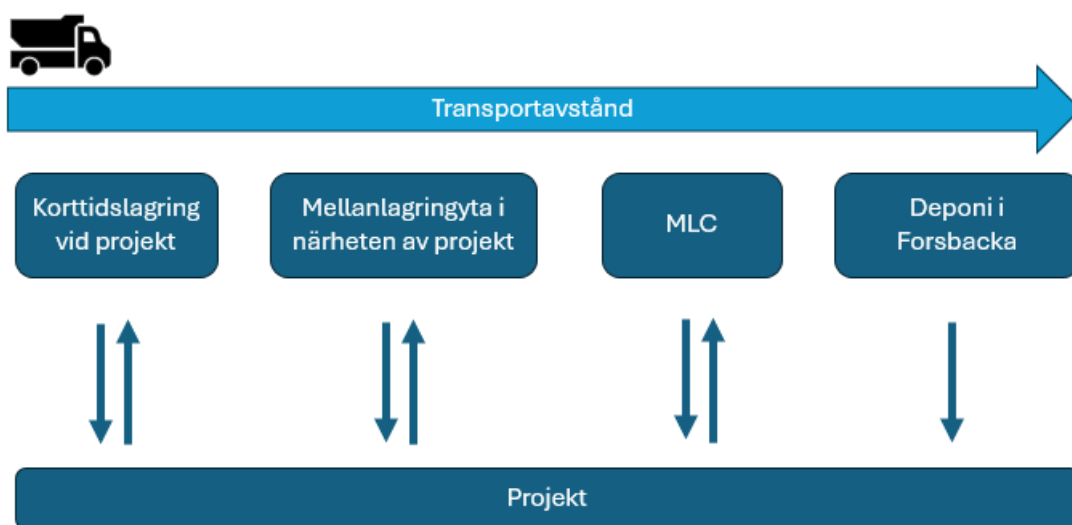 Transportavstånd
Korttidslagring
vid projekt
Mellanlagringyta i
närheten av projekt
MLC
Deponi i
Forsbacka
Projekt